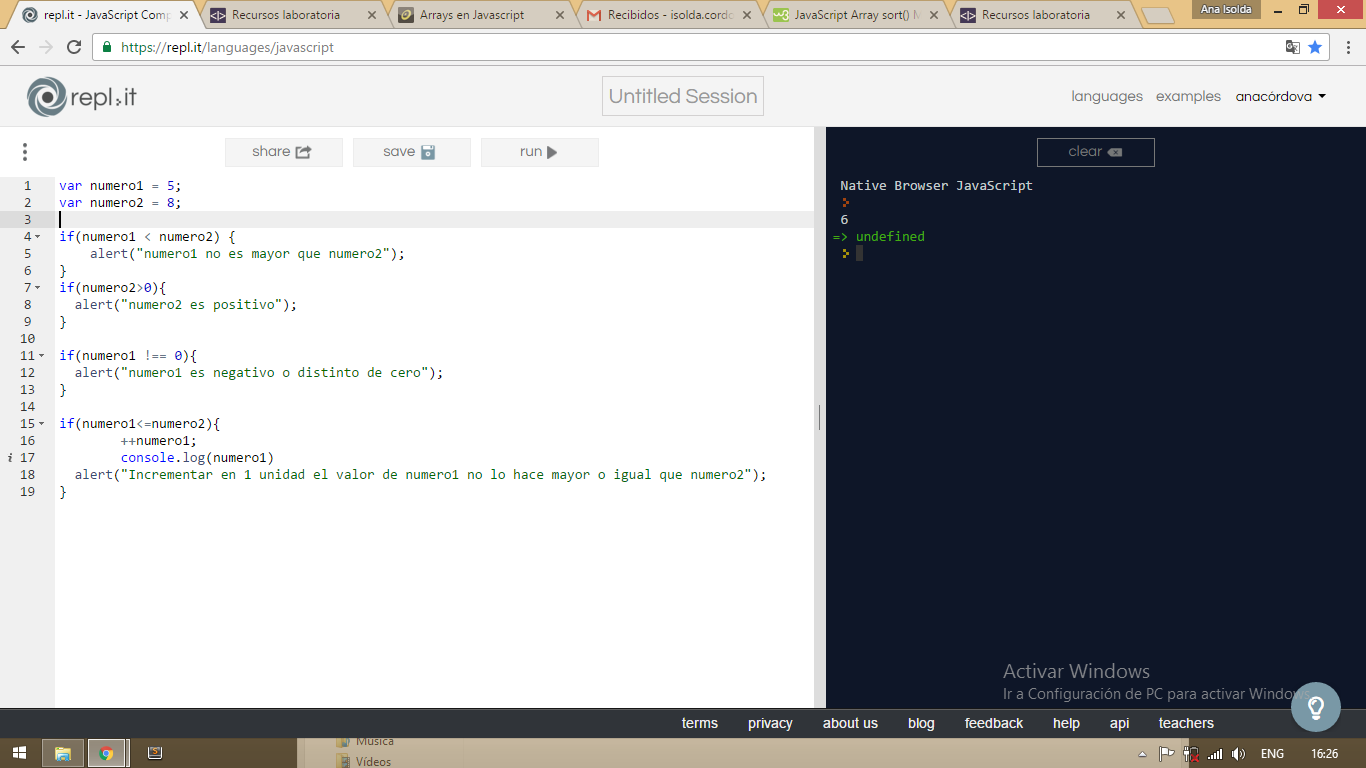 repl.it - JavaScript Comp
Recursos laboratoria
Arrays en Javascript
Recibidos - isolda.cordo
JavaScript Array sort() M
Recursos laboratoria
Ana Isolda
https://repl.it/languages/javascript
repl.it
Untitled Session
languages examples anacórdova
share save run
clear
1 var numero1 = 5;
2 var numero2 = 8;
3
4 if(numero1 < numero2) {
5 alert("numero1 no es mayor que numero2");
6 }
7 if(numero2>0){
8 alert("numero2 es positivo");
9 }
10
11 if(numero1 !== 0){
12 alert("numero1 es negativo o distinto de cero");
13 }
14
15 if(numero1<=numero2){
16 ++numero1;
i 17 console.log(numero1)
18 alert("Incrementar en 1 unidad el valor de numero1 no lo hace mayor o igual que numero2");
19 }
Native Browser JavaScript
6
=> undefined
Activar Windows
Ir a Configuración de PC para activar Windows.
terms privacy about us blog feedback help api teachers
Música
Vídeos
ENG 16:26